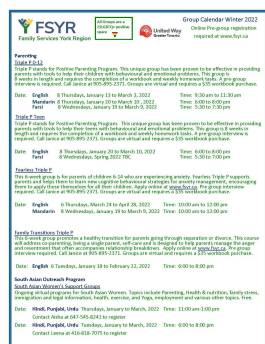 FSYR
Family Services York Region
All Groups are a
2SLGBTQ+ positive
space
United Way
Greater Toronto
Group Calendar Winter 2022
Online Pre-group registration
required at www.fsyr.ca
Parenting
Triple P 0-12
Triple P stands for Positive Parenting Program. This unique group has been proven to be effective in providing
parents with tools to help their children with behavioural and emotional problems. This group is
8 weeks in length and requires the completion of a workbook and weekly homework tasks. A pre-group
interview is required. Call Janice at 905-895-2371. Groups are virtual and requires a $35 workbook purchase.
Date: English 8 Thursdays, January 13 to March 3, 2022 Time: 9:30 am to 11:30 am
Mandarin 8 Thursdays, January 20 to March 10, 2022 Time: 6:00 to 8:00 pm
Farsi 8 Wednesdays, January 19 to March 9, 2022 Time: 5:30 to 7:30 pm
Triple P Teen
Triple P stands for Positive Parenting Program. This unique group has been proven to be effective in providing
parents with tools to help their teens with behavioural and emotional problems. This group is 8 weeks in
length and requires the completion of a workbook and weekly homework tasks. A pre-group interview is
required. Call Janice at 905-895-2371. Groups are virtual and requires a $35 workbook purchase.
Date: English 8 Thursdays, January 20 to March 10, 2022 Time: 6:00 to 8:00 pm
Farsi 8 Wednesdays, Spring 2022 TBC Time: 5:30 to 7:00 pm
Fearless Triple P
This 6-week group is for parents of children 6-14 who are experiencing anxiety. Fearless Triple P supports
parents and helps them to learn new cognitive behavioural strategies for anxiety management, encouraging
them to apply these themselves for all their children. Apply online at www.fsyr.ca Pre group interview
required. Call Janice at 905-895-2371. Groups are virtual and requires a $35 workbook purchase.
Date: English 6 Thursdays, March 24 to April 28, 2022 Time: 10:00 am to 12:00 pm
Mandarin 8 Wednesdays, January 19 to March 9, 2022 Time: 10:00 am to 12:00 pm
Family Transitions Triple P
This 6-week group promotes a healthy transition for parents going through separation or divorce. This course
will address co-parenting, being a single parent, self-care and is designed to help parents manage the anger
and resentment that often accompanies relationship breakdown. Apply online at www.fsyr.ca. Pre group
interview required. Call Janice at 905-895-2371. Groups are virtual and requires a $35 workbook purchase.
Date: English 6 Tuesdays, January 18 to February 22, 2022 Time: 6:00 to 8:00 pm
South Asian Outreach Program
South Asian Women's Support Groups
Ongoing virtual programs for South Asian Women. Topics include Parenting, Health & nutrition, family stress,
immigration and legal information, health, exercise, and Yoga, employment and various other topics. Free.
Date: Hindi, Punjabi, Urdu Thursdays, January to March, 2022 Time: 11:00 am-1:00 pm
Contact Atsita at 647-545-8241 to register
Date: Hindi, Punjabi, Urdu Tuesdays, January to March, 2022 Time: 6:00 to 8:00 pm
Contact Leena at 416-818-7075 to register